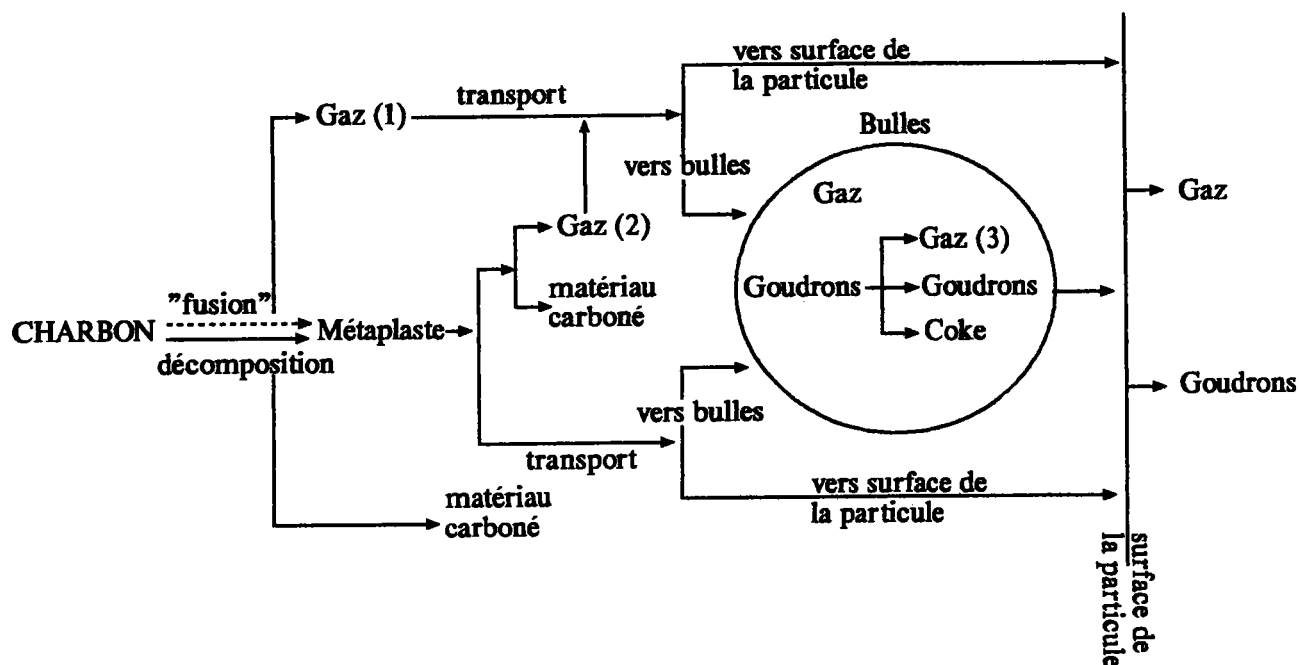 vers surface de
la particule
transport
Gaz (1)
Bulles
vers bulles
Gaz
Gaz
Gaz (2)
Gaz (3)
matériau
carboné
Goudrons
Goudrons
"fusion"
CHARBON
Métaplaste
Coke
décomposition
Goudrons
vers bulles
transport
matériau
carboné
vers surface de
la particule
surface de
la particule